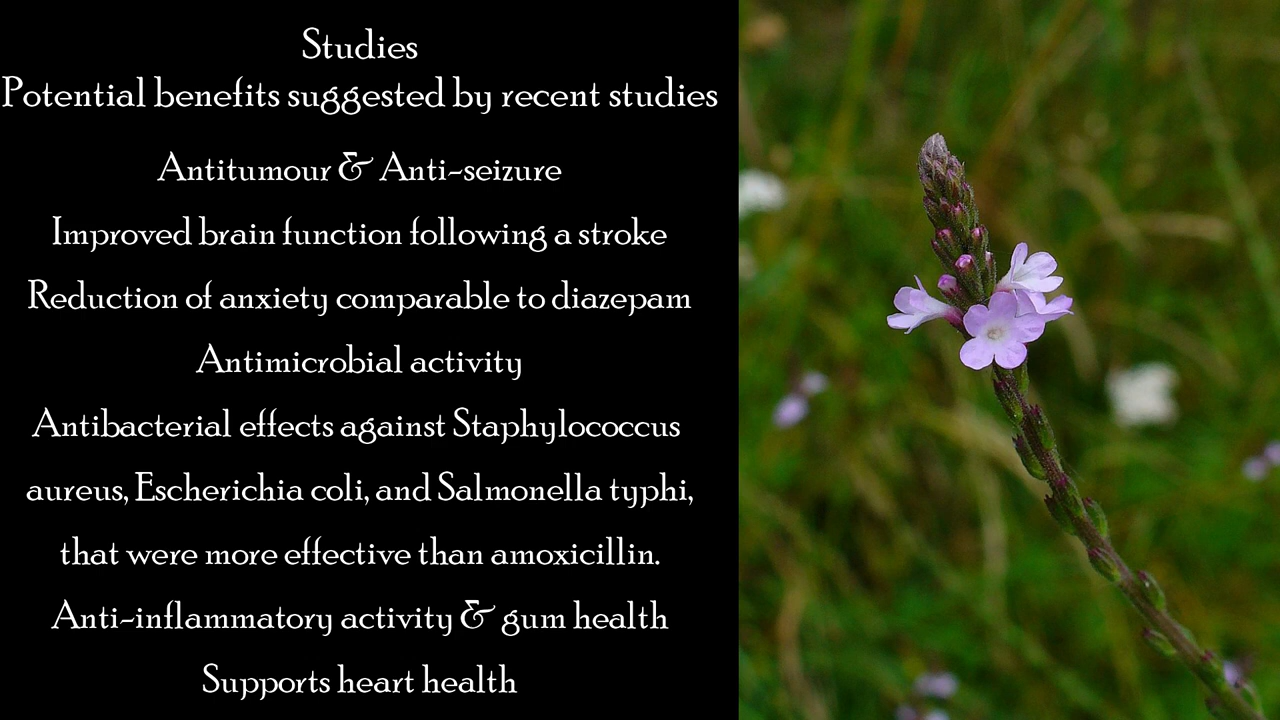 Studies
Potential benefits suggested by recent studies
Antitumour & Anti-seizure
Improved brain function following a stroke
Reduction of anxiety comparable to diazepam
Antimicrobial activity
Antibacterial effects against Staphylococcus
aureus, Escherichia coli, and Salmonella typhi,
that were more effective than amoxicillin.
Anti-inflammatory activity & gum health
Supports heart health